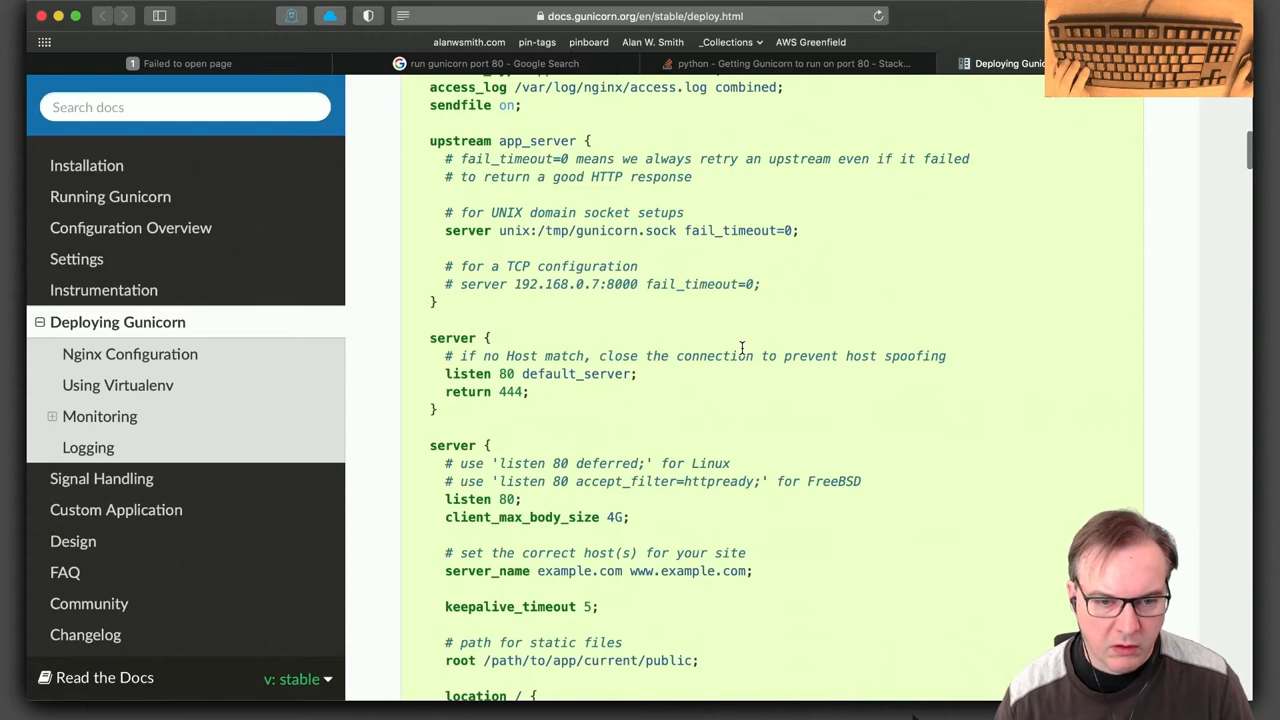 docs.gunicorn.org/en/stable/deploy.html
alanwsmith.com pin-tags pinboard Alan W. Smith _Collections AWS Greenfield
1 Failed to open page
run gunicorn port 80 - Google Search
python - Getting Gunicorn to run on port 80 - Stack...
Deploying Gunic
Search docs
Installation
Running Gunicorn
Configuration Overview
Settings
Instrumentation
Deploying Gunicorn
Nginx Configuration
Using Virtualenv
Monitoring
Logging
Signal Handling
Custom Application
Design
FAQ
Community
Changelog
Read the Docs v: stable
access_log /var/log/nginx/access.log combined;
sendfile on;
upstream app_server {
# fail_timeout=0 means we always retry an upstream even if it failed
# to return a good HTTP response
# for UNIX domain socket setups
server unix:/tmp/gunicorn.sock fail_timeout=0;
# for a TCP configuration
# server 192.168.0.7:8000 fail_timeout=0;
}
server {
# if no Host match, close the connection to prevent host spoofing
listen 80 default_server;
return 444;
}
server {
# use 'listen 80 deferred;' for Linux
# use 'listen 80 accept_filter=httpready;' for FreeBSD
listen 80;
client_max_body_size 4G;
# set the correct host(s) for your site
server_name example.com www.example.com;
keepalive_timeout 5;
# path for static files
root /path/to/app/current/public;
location / {